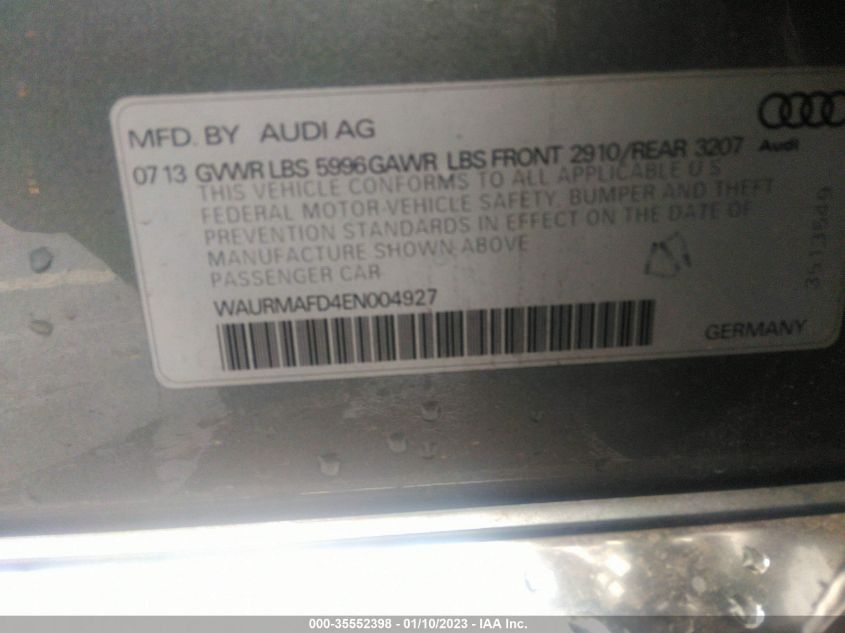 MFD. BY AUDI AG
Audi
07 13 GVWR LBS 5996 GAWR LBS FRONT 2910/REAR 3207
THIS VEHICLE CONFORMS TO ALL APPLICABLE U S
FEDERAL MOTOR-VEHICLE SAFETY, BUMPER AND THEFT
PREVENTION STANDARDS IN EFFECT ON THE DATE OF
MANUFACTURE SHOWN ABOVE
PASSENGER CAR
WAURMAFD4EN004927
GERMANY
000-35552398 - 01/10/2023 - IAA Inc.